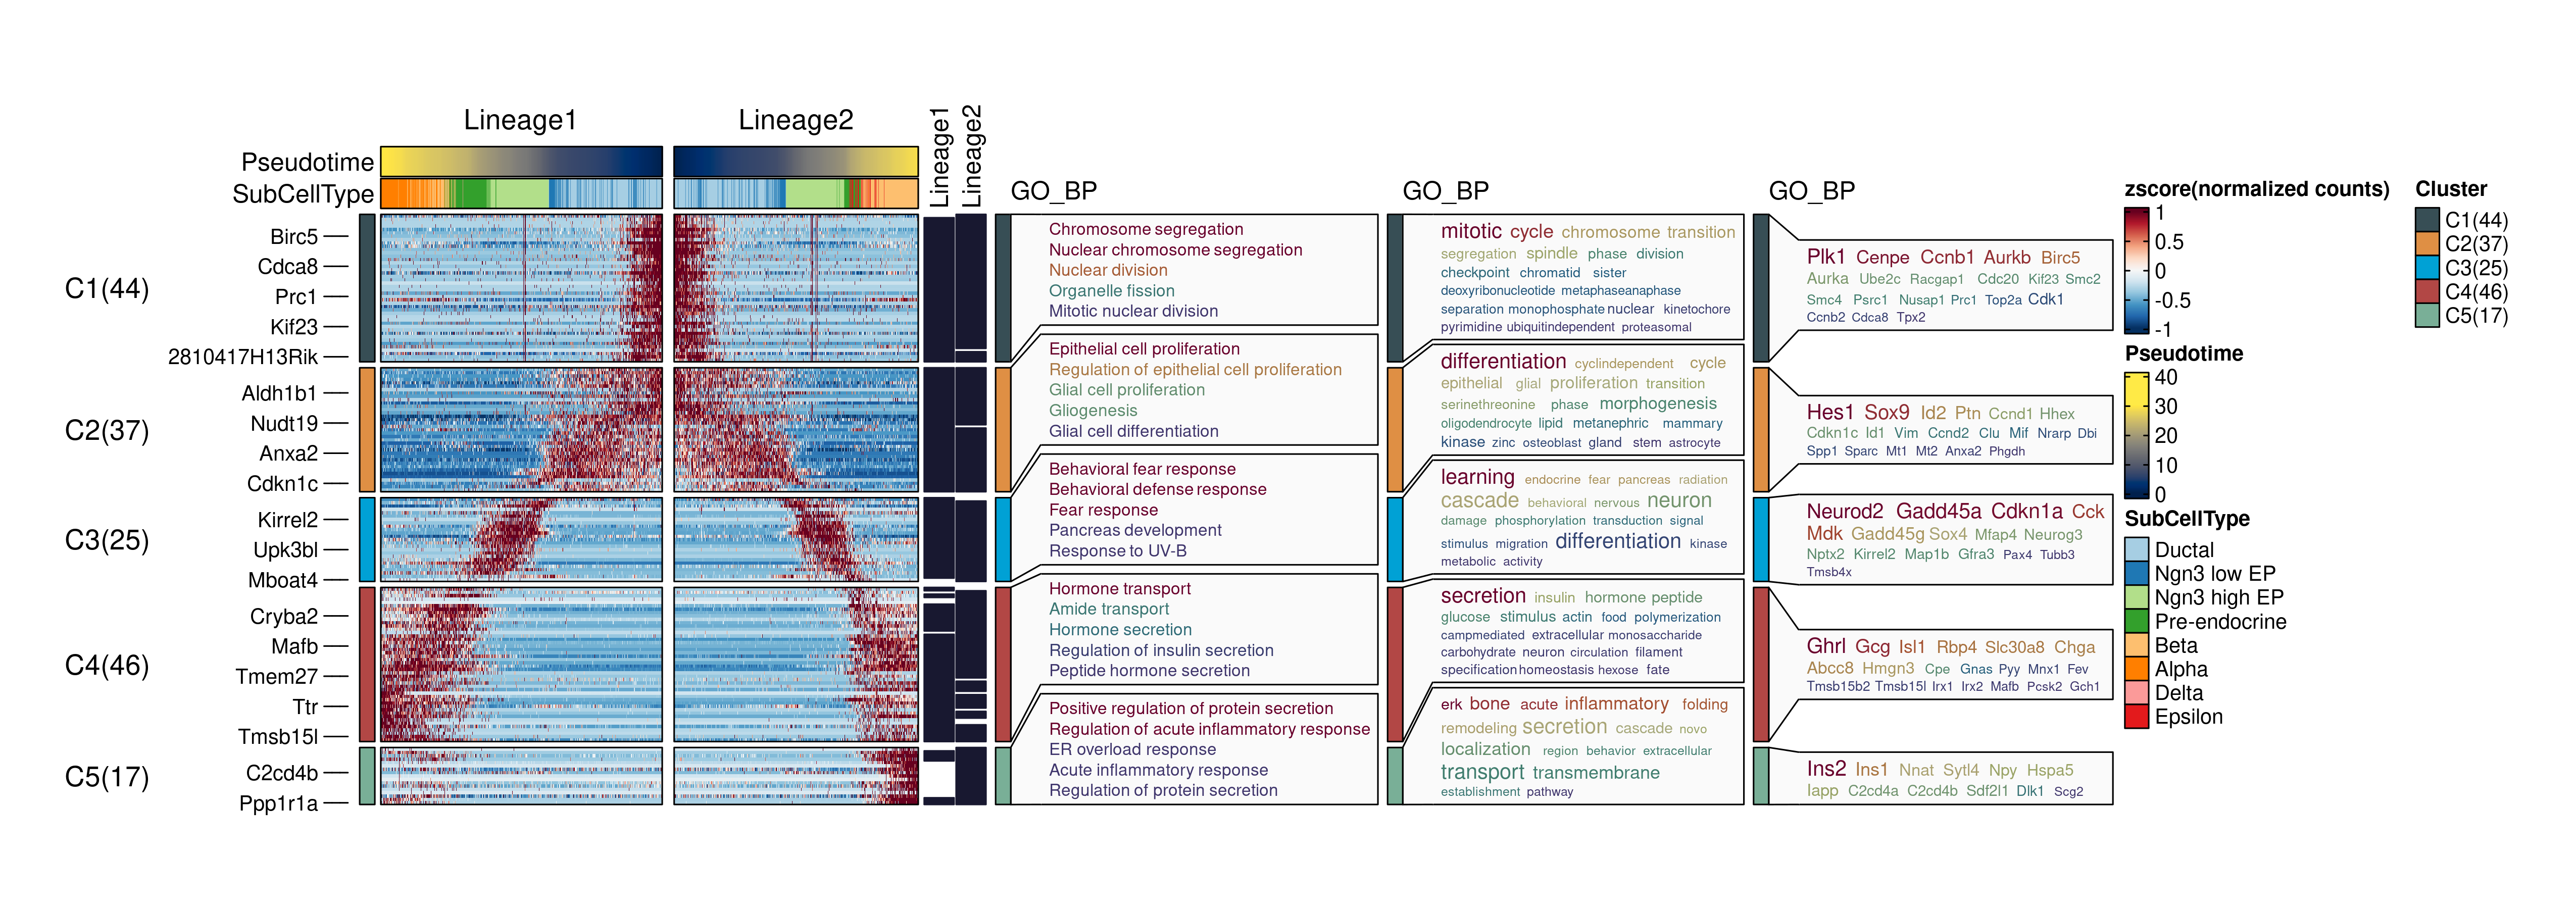 Lineage1
Lineage2
Lineage1
Lineage2
Pseudotime
SubCellType
C1(44)
Birc5
Cdca8
Prc1
Kif23
2810417H13Rik
C2(37)
Aldh1b1
Nudt19
Anxa2
Cdkn1c
C3(25)
Kirrel2
Upk3bl
Mboat4
C4(46)
Cryba2
Mafb
Tmem27
Ttr
Tmsb15l
C5(17)
C2cd4b
Ppp1r1a
GO_BP
Chromosome segregation
Nuclear chromosome segregation
Nuclear division
Organelle fission
Mitotic nuclear division
Epithelial cell proliferation
Regulation of epithelial cell proliferation
Glial cell proliferation
Gliogenesis
Glial cell differentiation
Behavioral fear response
Behavioral defense response
Fear response
Pancreas development
Response to UV-B
Hormone transport
Amide transport
Hormone secretion
Regulation of insulin secretion
Peptide hormone secretion
Positive regulation of protein secretion
Regulation of acute inflammatory response
ER overload response
Acute inflammatory response
Regulation of protein secretion
GO_BP
mitotic cycle chromosome transition
segregation spindle phase division
checkpoint chromatid sister
deoxyribonucleotide metaphaseanaphase
separation monophosphate nuclear kinetochore
pyrimidine ubiquitindependent proteasomal
differentiation cyclindependent cycle
epithelial glial proliferation transition
serinethreonine phase morphogenesis
oligodendrocyte lipid metanephric mammary
kinase zinc osteoblast gland stem astrocyte
learning endocrine fear pancreas radiation
cascade behavioral nervous neuron
damage phosphorylation transduction signal
stimulus migration differentiation kinase
metabolic activity
secretion insulin hormone peptide
glucose stimulus actin food polymerization
campmediated extracellular monosaccharide
carbohydrate neuron circulation filament
specification homeostasis hexose fate
erk bone acute inflammatory folding
remodeling secretion cascade novo
localization region behavior extracellular
transport transmembrane
establishment pathway
GO_BP
Plk1 Cenpe Ccnb1 Aurkb Birc5
Aurka Ube2c Racgap1 Cdc20 Kif23 Smc2
Smc4 Psrc1 Nusap1 Prc1 Top2a Cdk1
Ccnb2 Cdca8 Tpx2
Hes1 Sox9 Id2 Ptn Ccnd1 Hhex
Cdkn1c Id1 Vim Ccnd2 Clu Mif Nrarp Dbi
Spp1 Sparc Mt1 Mt2 Anxa2 Phgdh
Neurod2 Gadd45a Cdkn1a Cck
Mdk Gadd45g Sox4 Mfap4 Neurog3
Nptx2 Kirrel2 Map1b Gfra3 Pax4 Tubb3
Tmsb4x
Ghrl Gcg Isl1 Rbp4 Slc30a8 Chga
Abcc8 Hmgn3 Cpe Gnas Pyy Mnx1 Fev
Tmsb15b2 Tmsb15l Irx1 Irx2 Mafb Pcsk2 Gch1
Ins2 Ins1 Nnat Sytl4 Npy Hspa5
Iapp C2cd4a C2cd4b Sdf2l1 Dlk1 Scg2
zscore(normalized counts)
1
0.5
0
-0.5
-1
Pseudotime
40
30
20
10
0
SubCellType
Ductal
Ngn3 low EP
Ngn3 high EP
Pre-endocrine
Beta
Alpha
Delta
Epsilon
Cluster
C1(44)
C2(37)
C3(25)
C4(46)
C5(17)